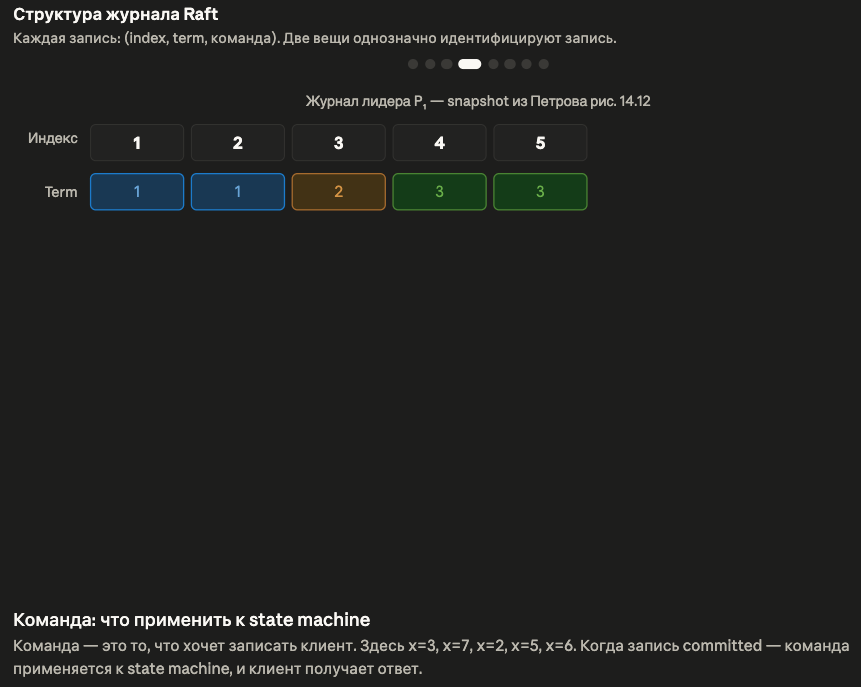 Структура журнала Raft
Каждая запись: (index, term, команда). Две вещи однозначно идентифицируют запись.
Журнал лидера P₁ — snapshot из Петрова рис. 14.12
Индекс 1 2 3 4 5
Term 1 1 2 3 3
Команда: что применить к state machine
Команда — это то, что хочет записать клиент. Здесь x=3, x=7, x=2, x=5, x=6. Когда запись committed — команда
применяется к state machine, и клиент получает ответ.